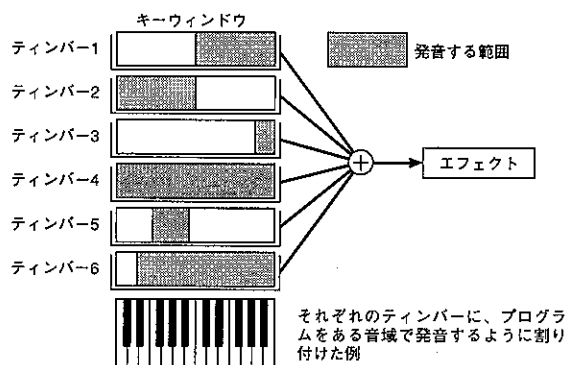 キーウィンドウ
ティンバー1
発音する範囲
ティンバー2
ティンバー3
エフェクト
ティンバー4
ティンバー5
ティンバー6
それぞれのティンバーに、プログラ
ムをある音域で発音するように割り
付けた例